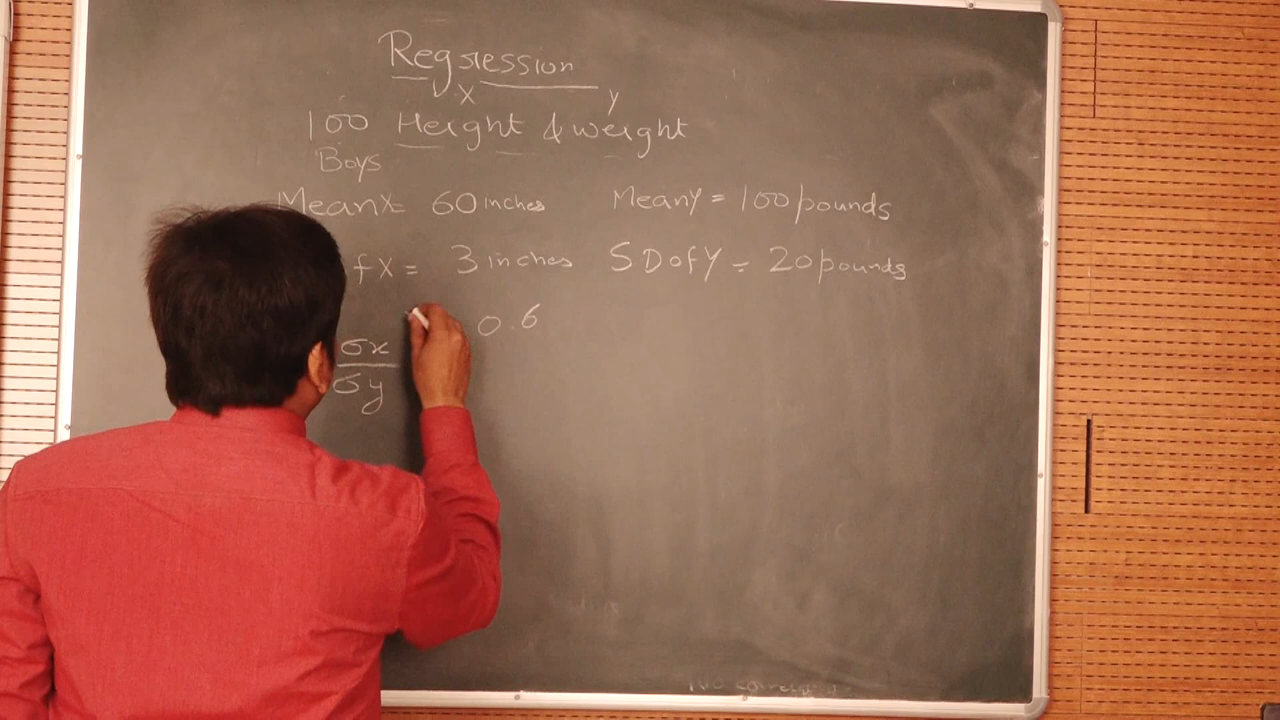 Regression
X Y
100 Height & weight
Boys
Mean X = 60 inches Mean Y = 100 pounds
f X = 3 inches SD of Y = 20 pounds
0.6
σx
σy